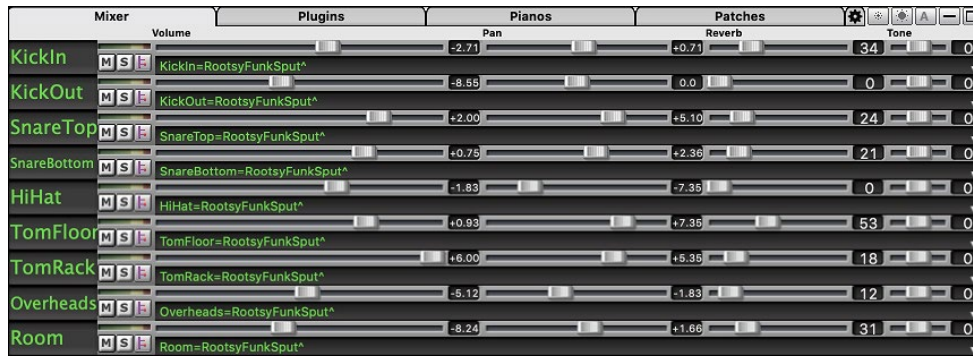 Mixer Plugins Pianos Patches A
Volume Pan Reverb Tone
KickIn M S -2.71 +0.71 34 0
KickIn=RootsyFunkSput^
KickOut M S -8.55 0.0 0 0
KickOut=RootsyFunkSput^
SnareTop M S +2.00 +5.10 24 0
SnareTop=RootsyFunkSput^
SnareBottom M S +0.75 +2.36 21 0
SnareBottom=RootsyFunkSput^
HiHat M S -1.83 -7.35 0 0
HiHat=RootsyFunkSput^
TomFloor M S +0.93 +7.35 53 0
TomFloor=RootsyFunkSput^
TomRack M S +6.00 +5.35 18 0
TomRack=RootsyFunkSput^
Overheads M S -5.12 -1.83 12 0
Overheads=RootsyFunkSput^
Room M S -8.24 +1.66 31 0
Room=RootsyFunkSput^